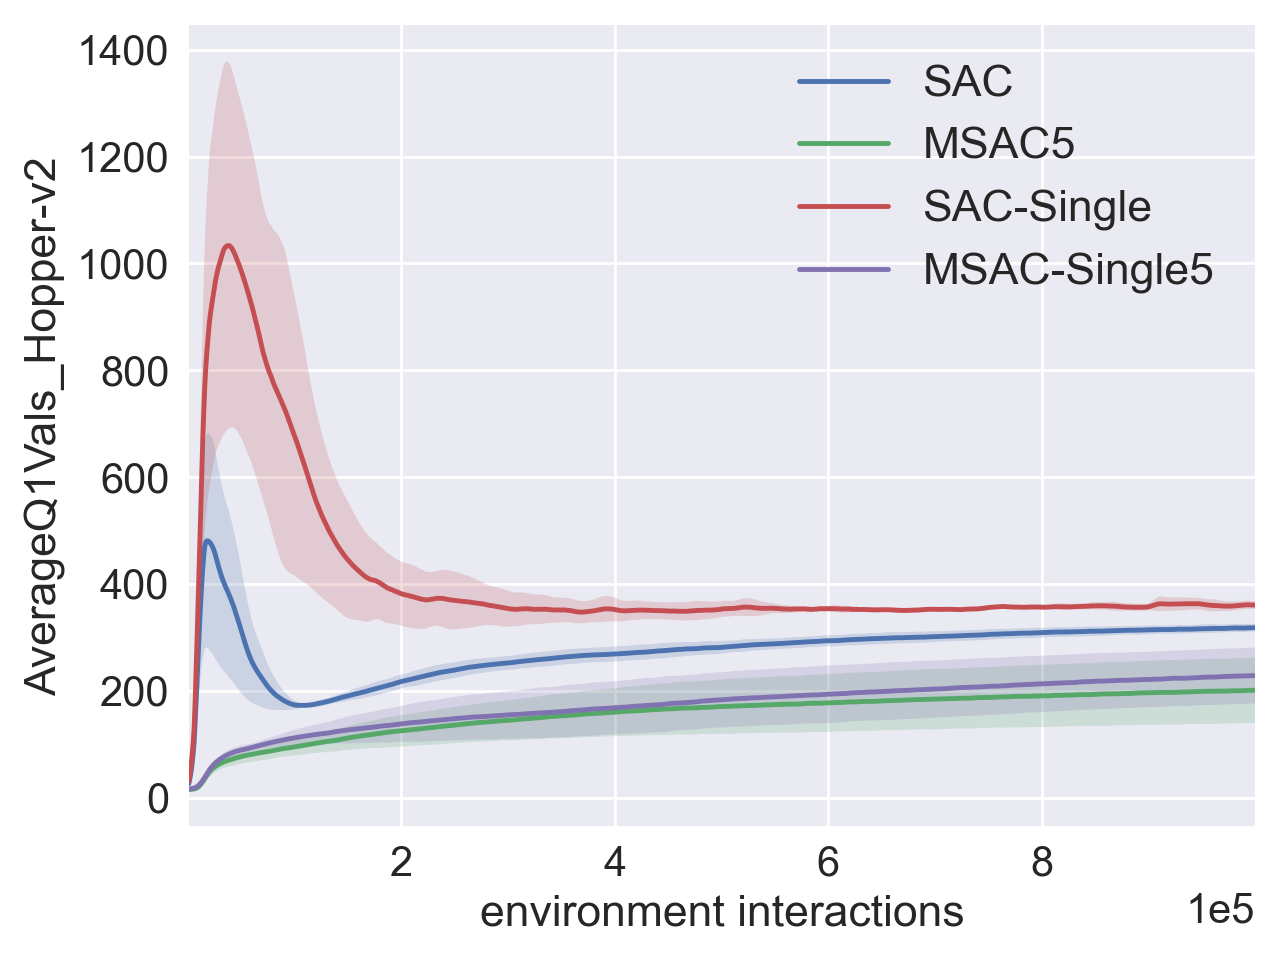 1400
1200
1000
800
600
400
200
0
AverageQ1Vals_Hopper-v2
SAC
MSAC5
SAC-Single
MSAC-Single5
2 4 6 8
1e5
environment interactions